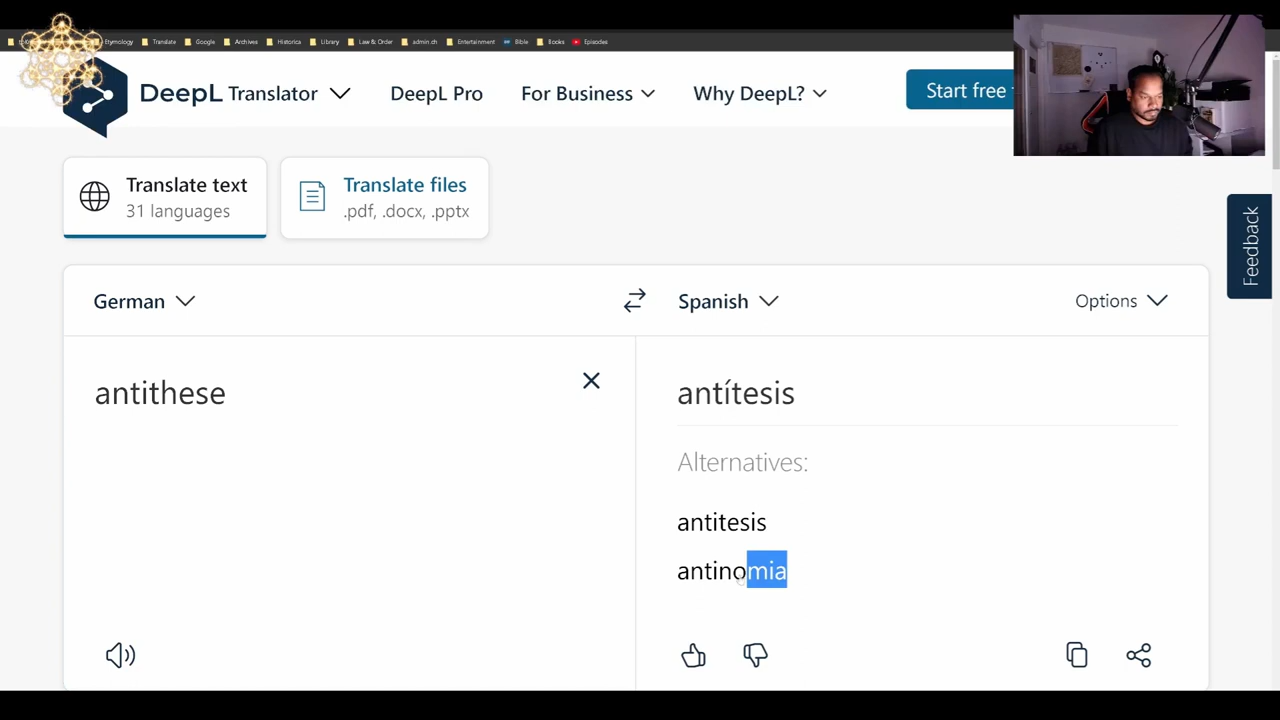 Etymology Translate Google Archives Historica Library Law & Order admin.ch Entertainment Bible Books Episodes
DeepL Translator DeepL Pro For Business Why DeepL? Start free
Translate text
31 languages
Translate files
.pdf, .docx, .pptx
Feedback
German Spanish Options
antithese
antítesis
Alternatives:
antitesis
antinomia